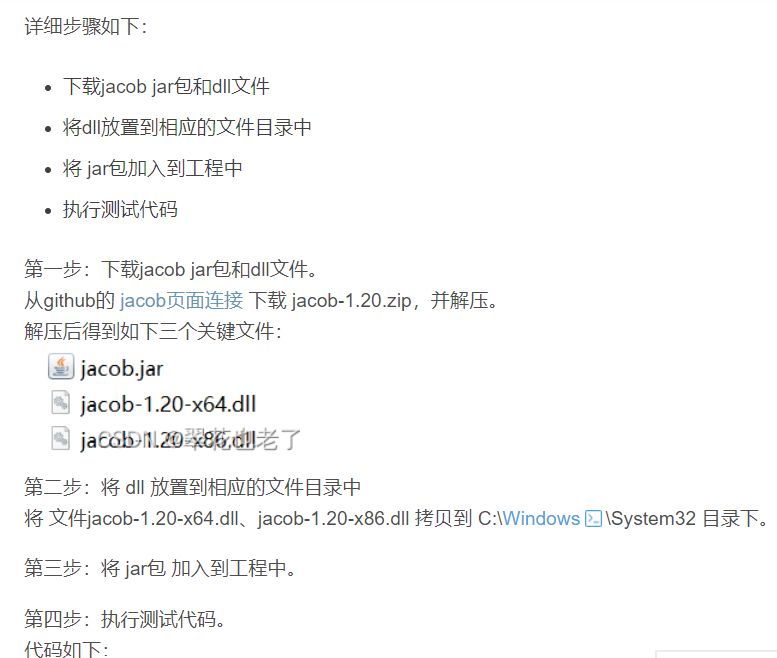 详细步骤如下：
下载jacob jar包和dll文件
将dll放置到相应的文件目录中
将 jar包加入到工程中
执行测试代码
第一步：下载jacob jar包和dll文件。
从github的 jacob页面连接 下载 jacob-1.20.zip，并解压。
解压后得到如下三个关键文件：
jacob.jar
jacob-1.20-x64.dll
jacob-1.20-x86.dll
CSDN @翠花也老了
第二步：将 dll 放置到相应的文件目录中
将 文件jacob-1.20-x64.dll、jacob-1.20-x86.dll 拷贝到 C:\Windows\System32 目录下。
第三步：将 jar包 加入到工程中。
第四步：执行测试代码。
代码如下：